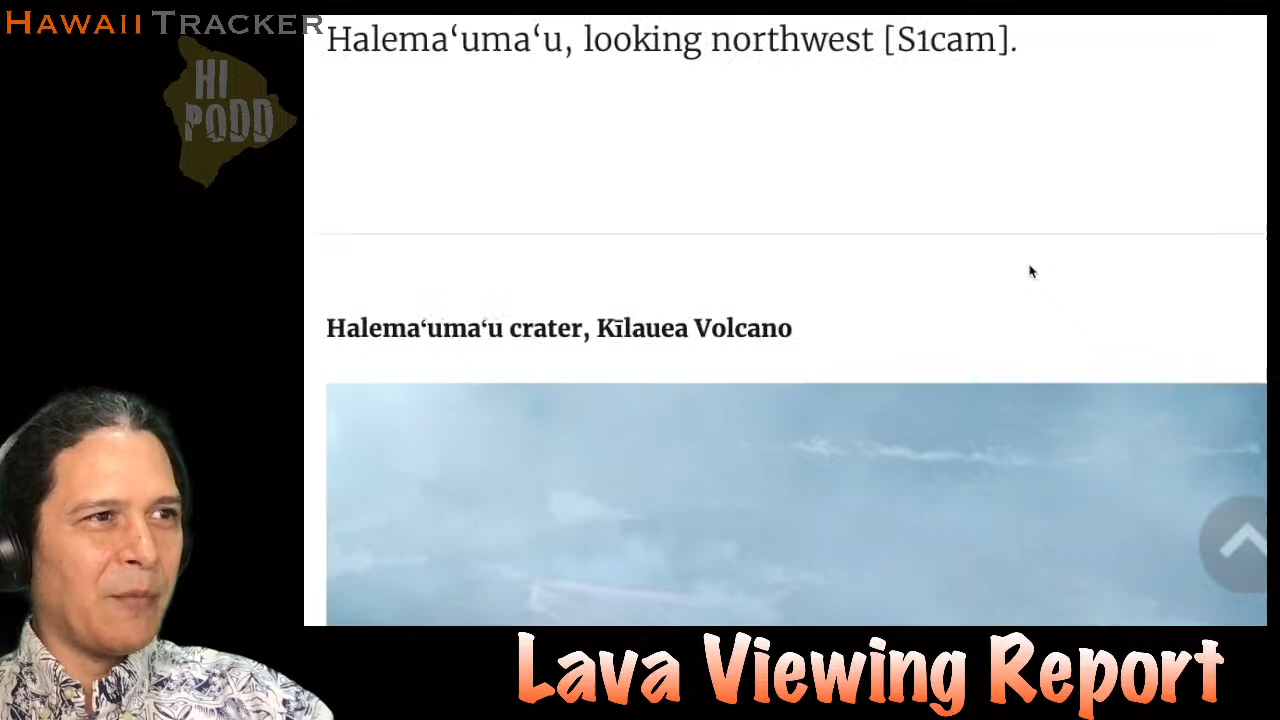 HAWAII TRACKER
HI
PODD
Halemaʻumaʻu, looking northwest [S1cam].
Halemaʻumaʻu crater, Kīlauea Volcano
Lava Viewing Report